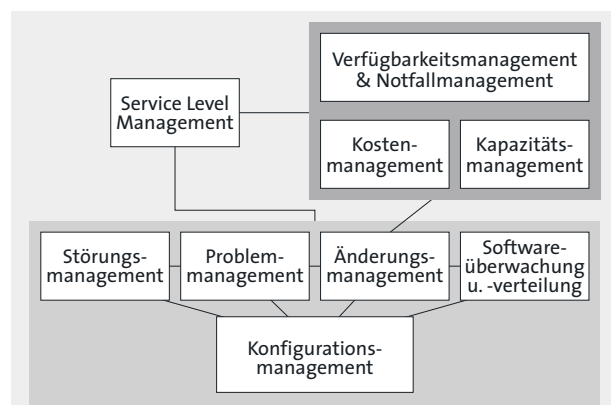 Verfügbarkeitsmanagement
& Notfallmanagement
Service Level
Management
Kosten-
management
Kapazitäts-
management
Störungs-
management
Problem-
management
Änderungs-
management
Software-
überwachung
u. -verteilung
Konfigurations-
management